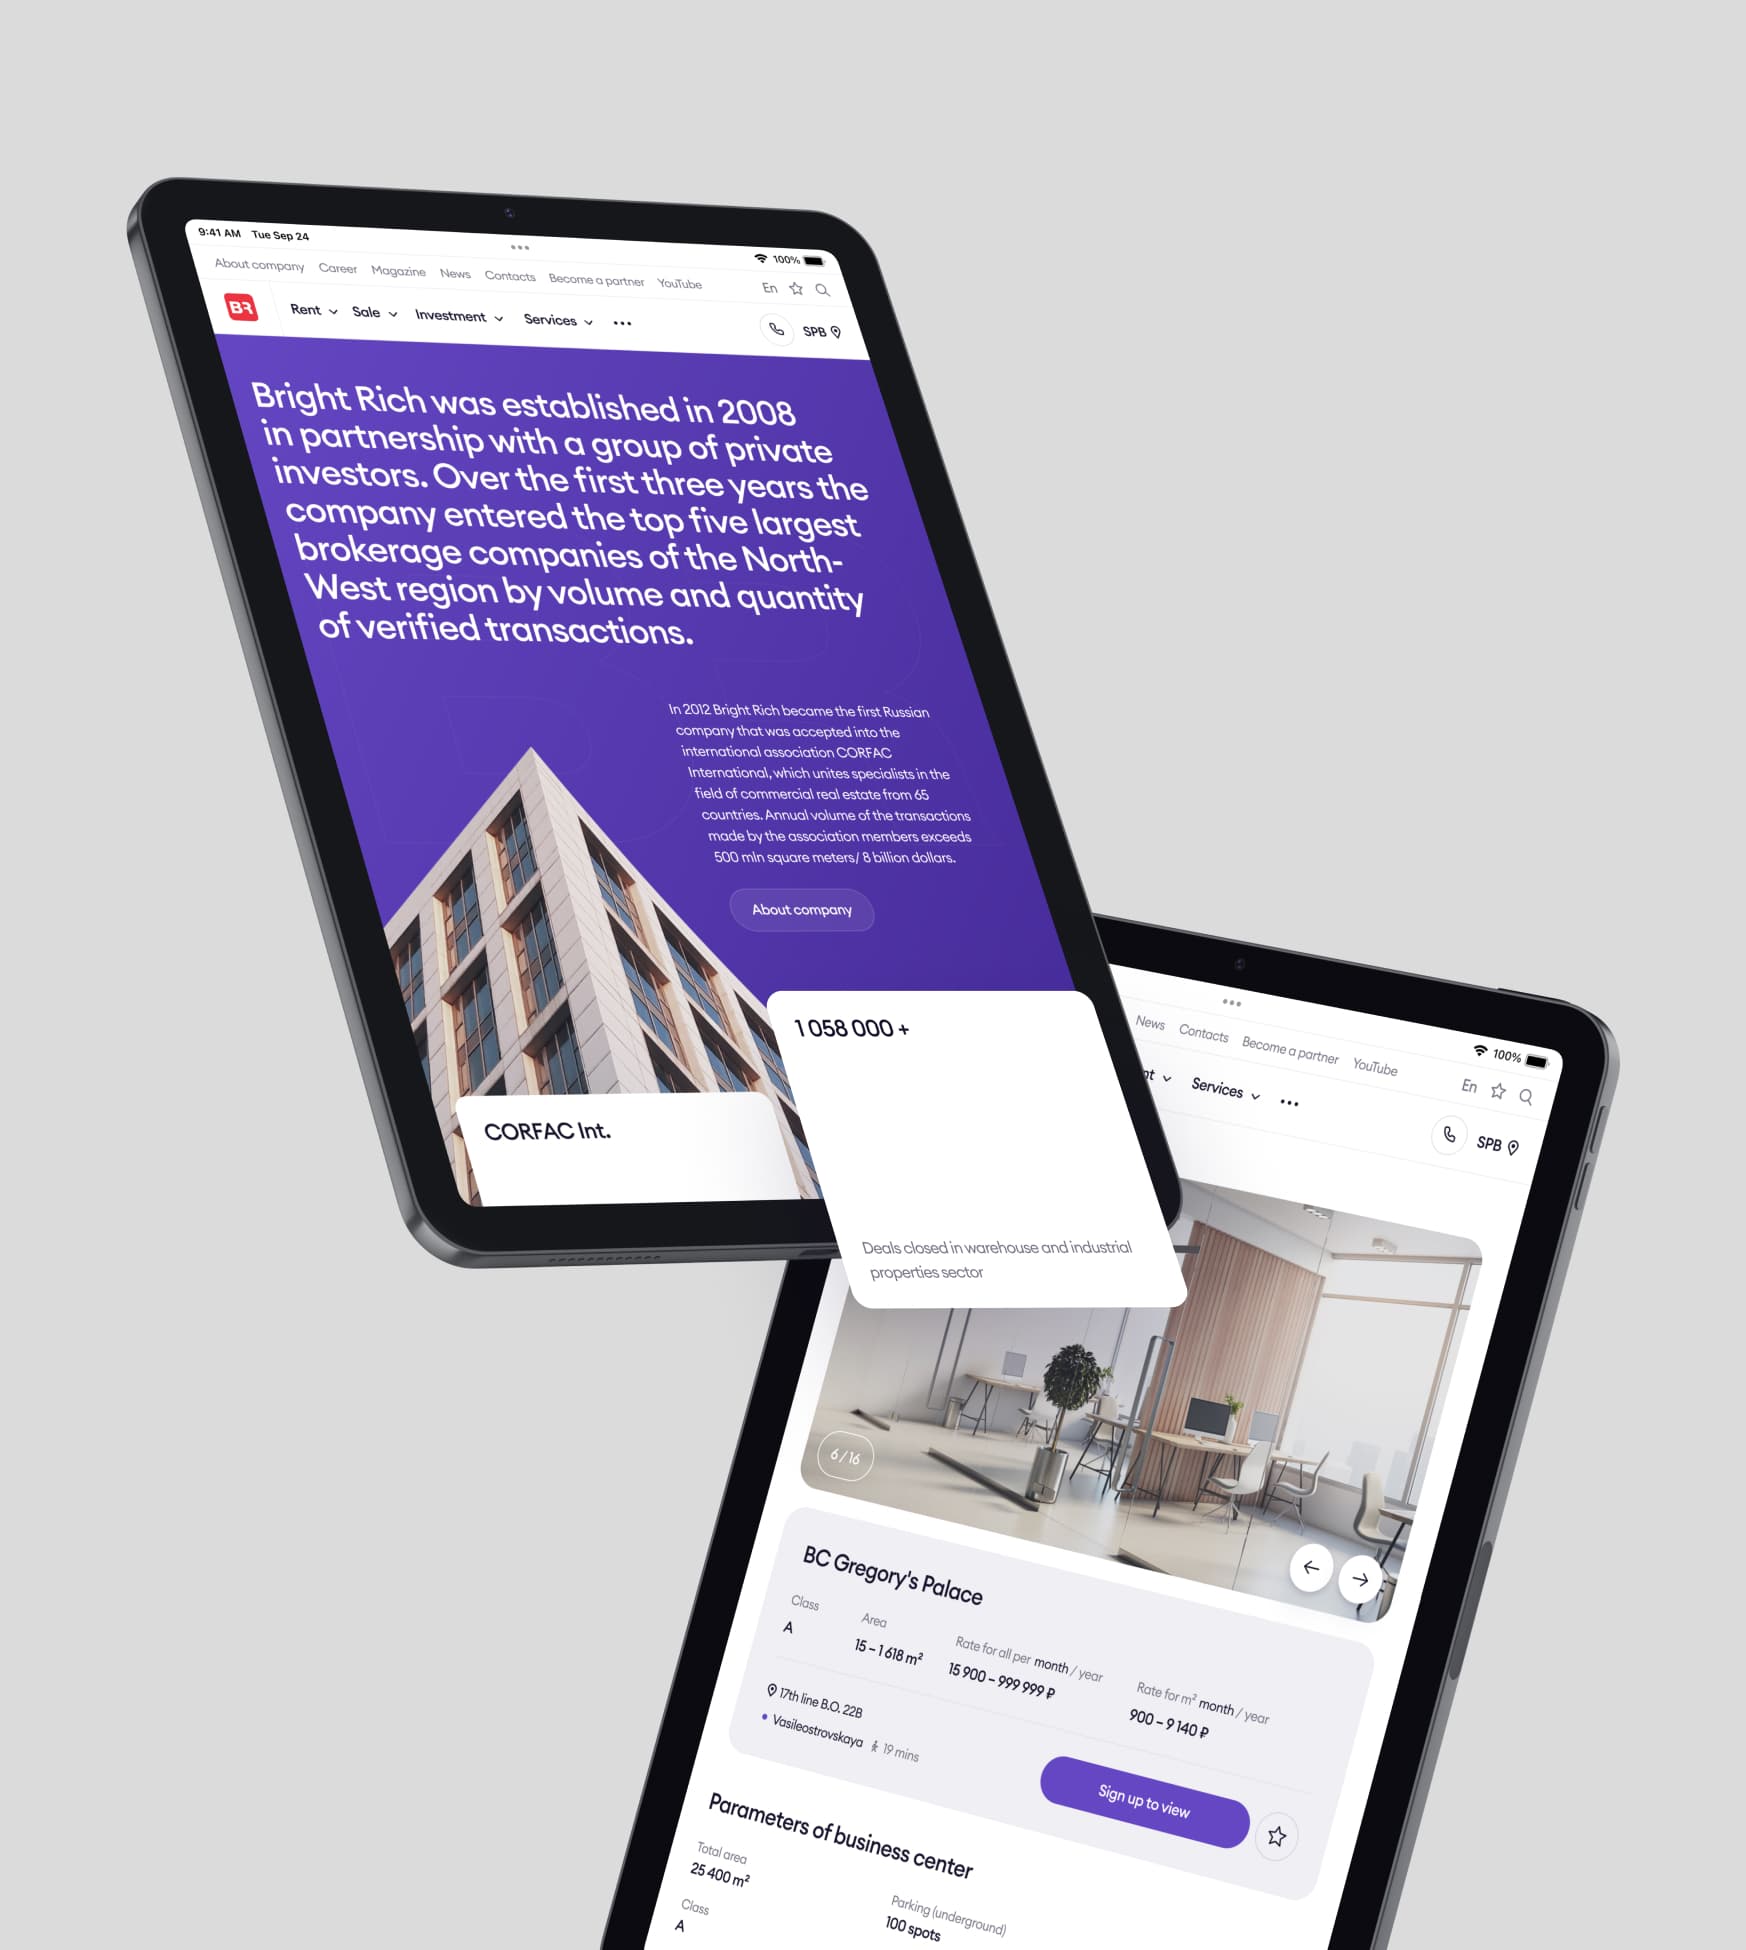 9:41 AM Tue Sep 24
100%
About company Career Magazine News Contacts Become a partner YouTube
En
BR
Rent Sale Investment Services
SPB
Bright Rich was established in 2008
in partnership with a group of private
investors. Over the first three years the
company entered the top five largest
brokerage companies of the North-
West region by volume and quantity
of verified transactions.
In 2012 Bright Rich became the first Russian
company that was accepted into the
international association CORFAC
International, which unites specialists in the
field of commercial real estate from 65
countries. Annual volume of the transactions
made by the association members exceeds
500 mln square meters/ 8 billion dollars.
About company
1 058 000 +
Deals closed in warehouse and industrial
properties sector
CORFAC Int.
100%
News Contacts Become a partner YouTube
En
nt Services
SPB
6 / 16
BC Gregory's Palace
Class
A
Area
15 – 1 618 m²
Rate for all per month / year
15 900 – 999 999 ₽
Rate for m² month / year
900 – 9 140 ₽
17th line B.O. 22B
Vasileostrovskaya 19 mins
Sign up to view
Parameters of business center
Total area
25 400 m²
Parking (underground)
100 spots
Class
A